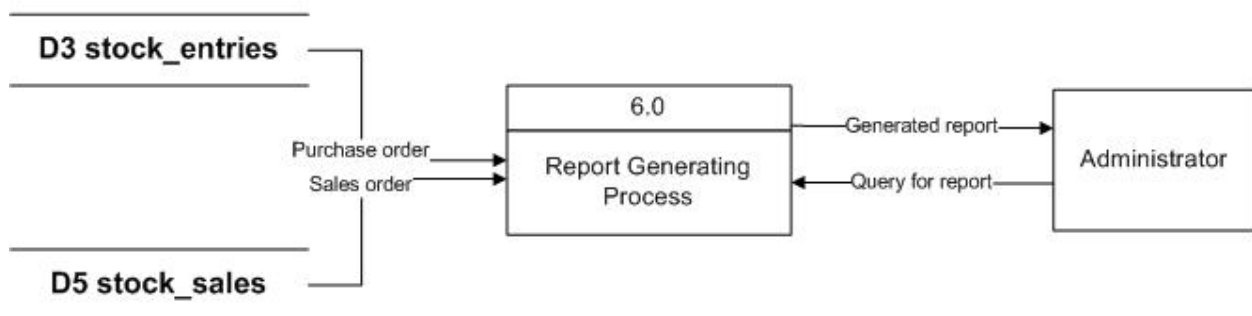 D3 stock_entries
6.0
Generated report
Purchase order
Report Generating
Process
Administrator
Sales order
Query for report
D5 stock_sales